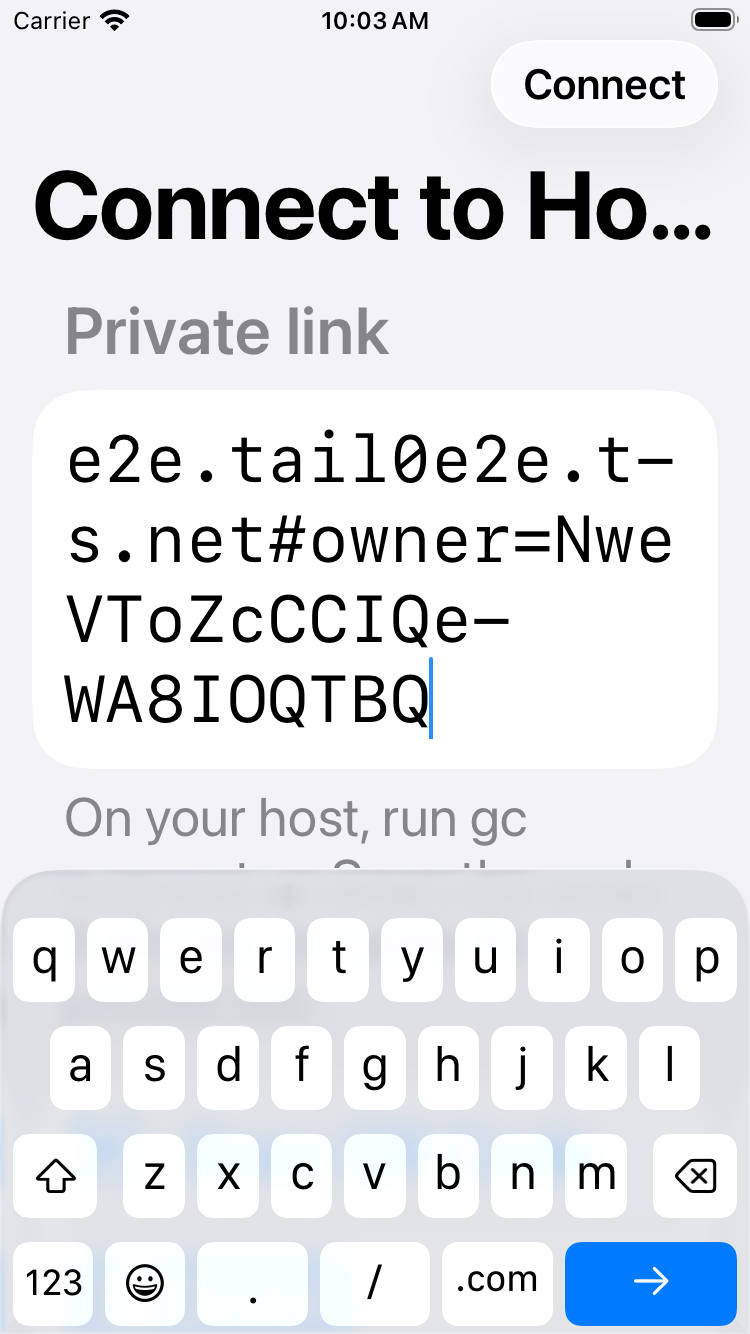 Carrier
10:03 AM
Connect
Connect to Ho...
Private link
e2e.tail0e2e.t-
s.net#owner=Nwe
VToZcCCIQe-
WA8IOQTBQ
On your host, run gc
q w e r t y u i o p
a s d f g h j k l
z x c v b n m
123 . / .com